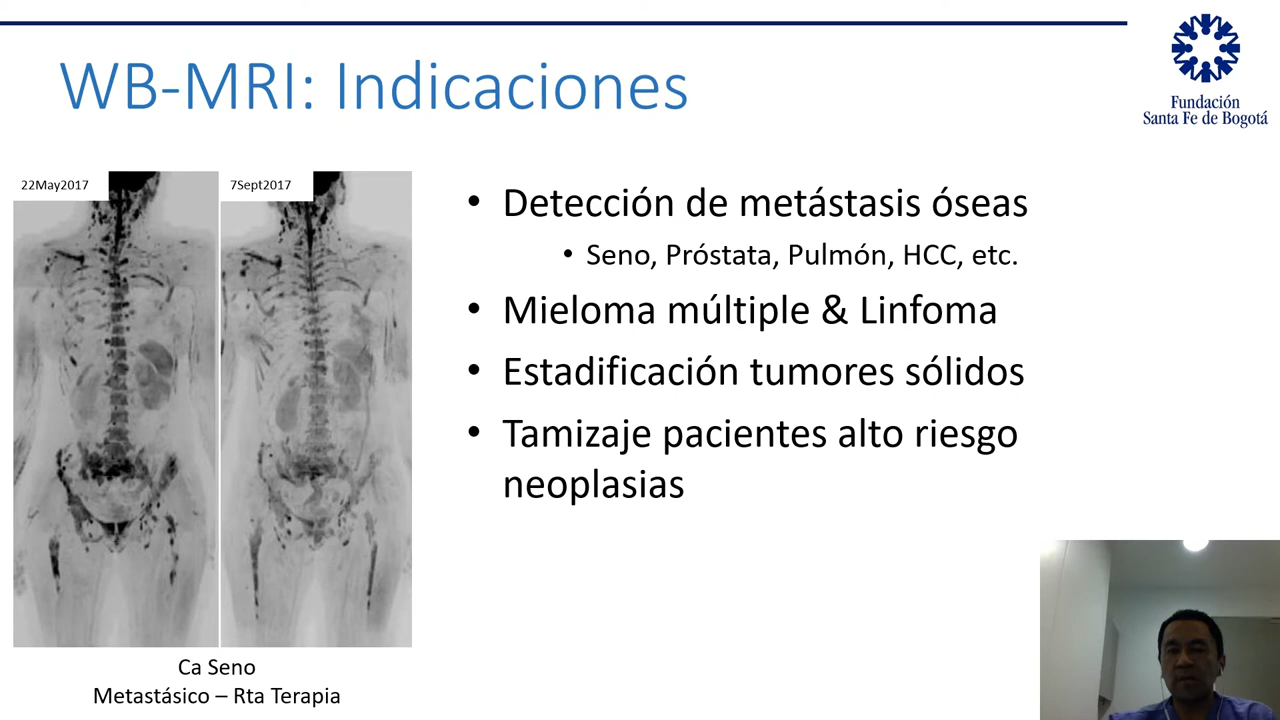 WB-MRI: Indicaciones
Fundación
Santa Fe de Bogotá
22May2017
7Sept2017
• Detección de metástasis óseas
• Seno, Próstata, Pulmón, HCC, etc.
• Mieloma múltiple & Linfoma
• Estadificación tumores sólidos
• Tamizaje pacientes alto riesgo
neoplasias
Ca Seno
Metastásico – Rta Terapia